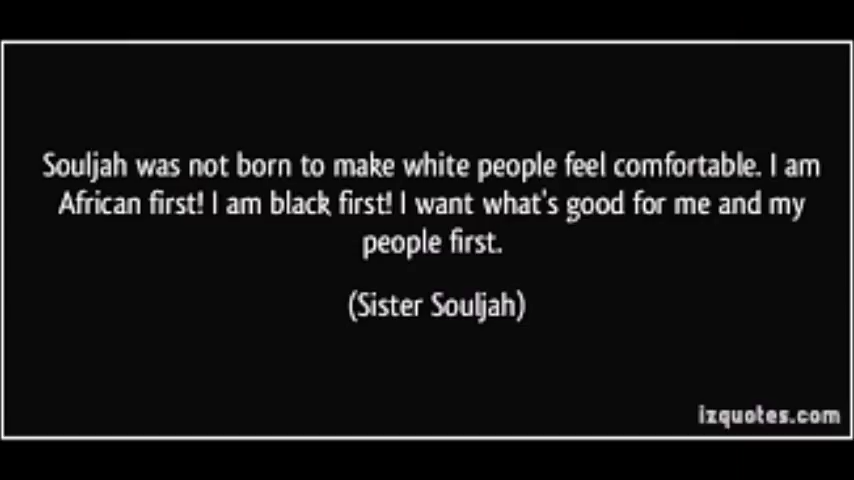 Souljah was not born to make white people feel comfortable. I am
African first! I am black first! I want what's good for me and my
people first.
(Sister Souljah)
izquotes.com